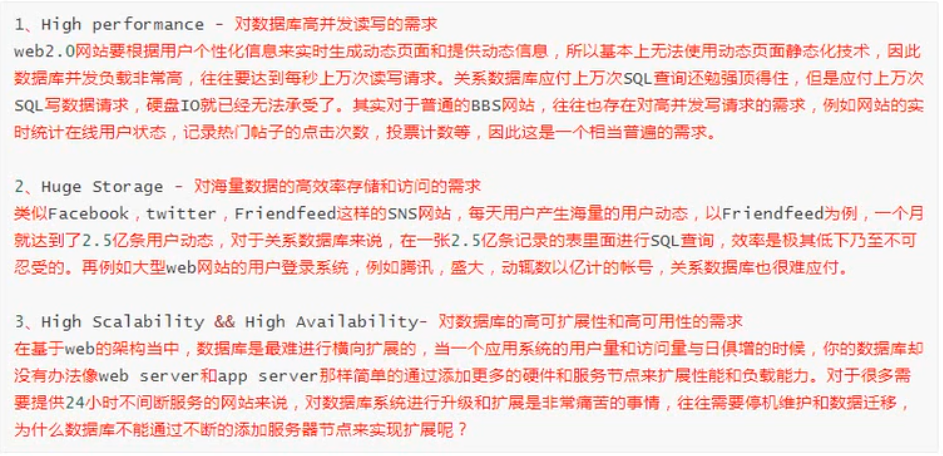 1、High performance - 对数据库高并发读写的需求
web2.0网站要根据用户个性化信息来实时生成动态页面和提供动态信息，所以基本上无法使用动态页面静态化技术，因此
数据库并发负载非常高，往往要达到每秒上万次读写请求。关系数据库应付上万次SQL查询还勉强顶得住，但是应付上万次
SQL写数据请求，硬盘IO就已经无法承受了。其实对于普通的BBS网站，往往也存在对高并发写请求的需求，例如网站的实
时统计在线用户状态，记录热门帖子的点击次数，投票计数等，因此这是一个相当普遍的需求。
2、Huge Storage - 对海量数据的高效率存储和访问的需求
类似Facebook，twitter，Friendfeed这样的SNS网站，每天用户产生海量的用户动态，以Friendfeed为例，一个月
就达到了2.5亿条用户动态，对于关系数据库来说，在一张2.5亿条记录的表里面进行SQL查询，效率是极其低下乃至不可
忍受的。再例如大型web网站的用户登录系统，例如腾讯，盛大，动辄数以亿计的帐号，关系数据库也很难应付。
3、High Scalability && High Availability- 对数据库的高可扩展性和高可用性的需求
在基于web的架构当中，数据库是最难进行横向扩展的，当一个应用系统的用户量和访问量与日俱增的时候，你的数据库却
没有办法像web server和app server那样简单的通过添加更多的硬件和服务节点来扩展性能和负载能力。对于很多需
要提供24小时不间断服务的网站来说，对数据库系统进行升级和扩展是非常痛苦的事情，往往需要停机维护和数据迁移，
为什么数据库不能通过不断的添加服务器节点来实现扩展呢？